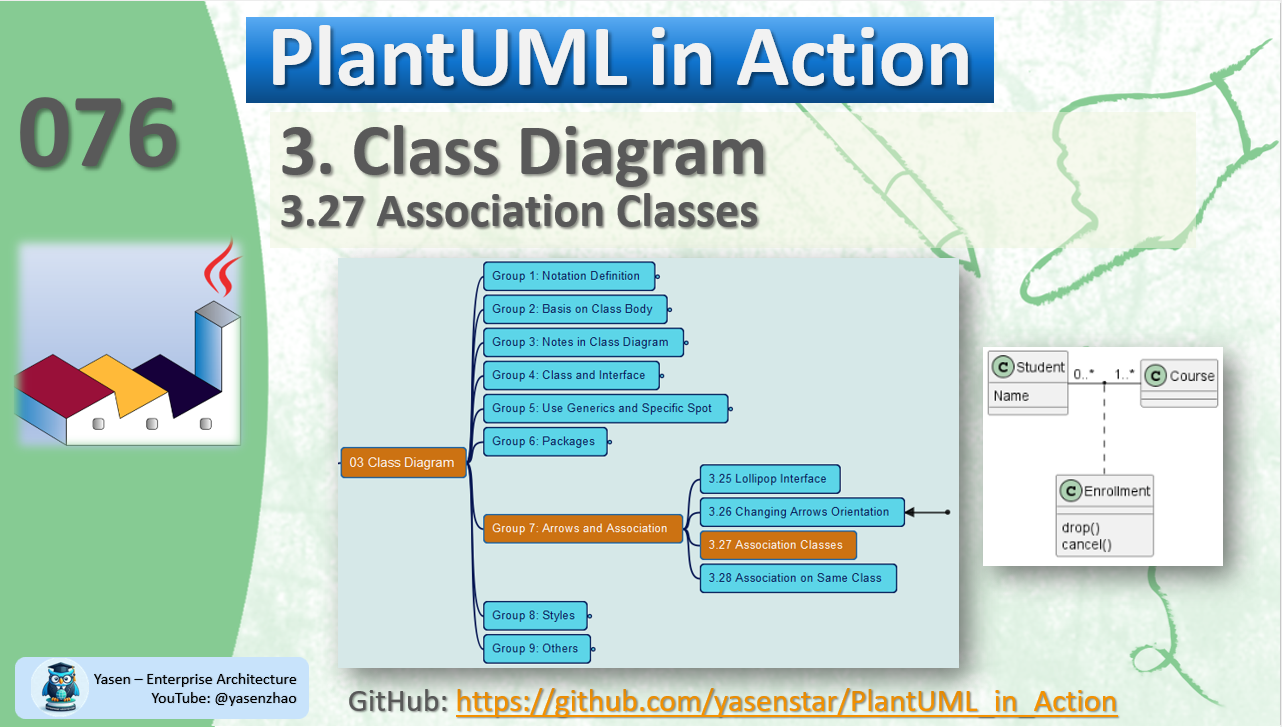 PlantUML in Action
076
3. Class Diagram
3.27 Association Classes
Group 1: Notation Definition
Group 2: Basis on Class Body
Group 3: Notes in Class Diagram
Group 4: Class and Interface
Group 5: Use Generics and Specific Spot
Group 6: Packages
03 Class Diagram
3.25 Lollipop Interface
3.26 Changing Arrows Orientation
Group 7: Arrows and Association
3.27 Association Classes
3.28 Association on Same Class
Group 8: Styles
Group 9: Others
C Student
0..*
1..*
C Course
Name
C Enrollment
drop()
cancel()
Yasen – Enterprise Architecture
YouTube: @yasenzhao
GitHub: https://github.com/yasenstar/PlantUML_in_Action